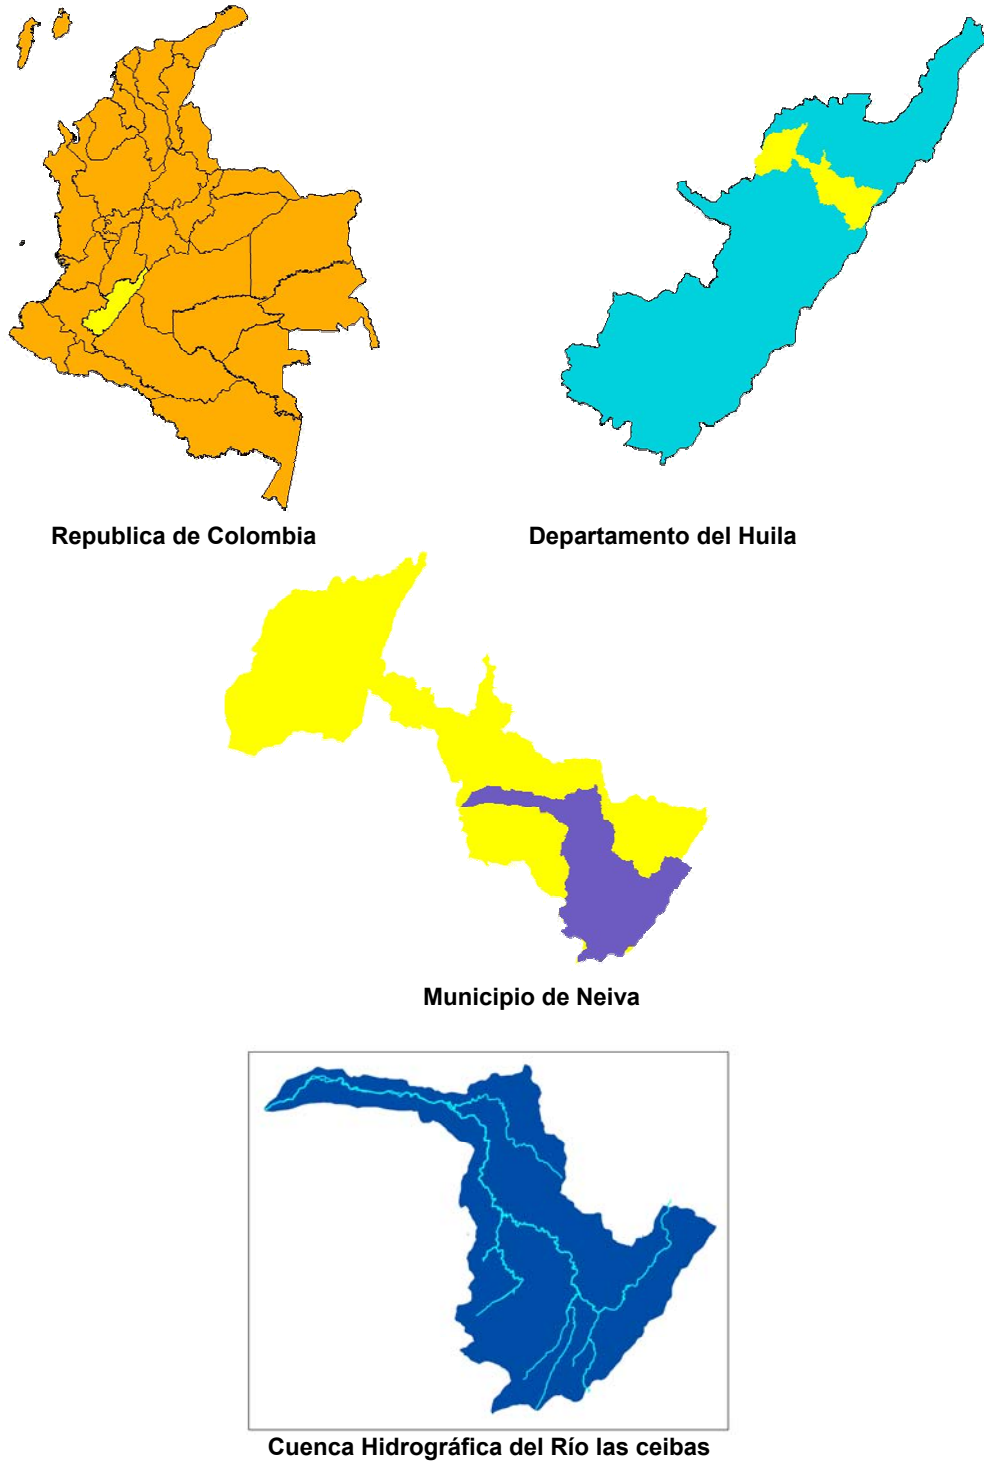 Republica de Colombia
Departamento del Huila
Municipio de Neiva
Cuenca Hidrográfica del Río las ceibas